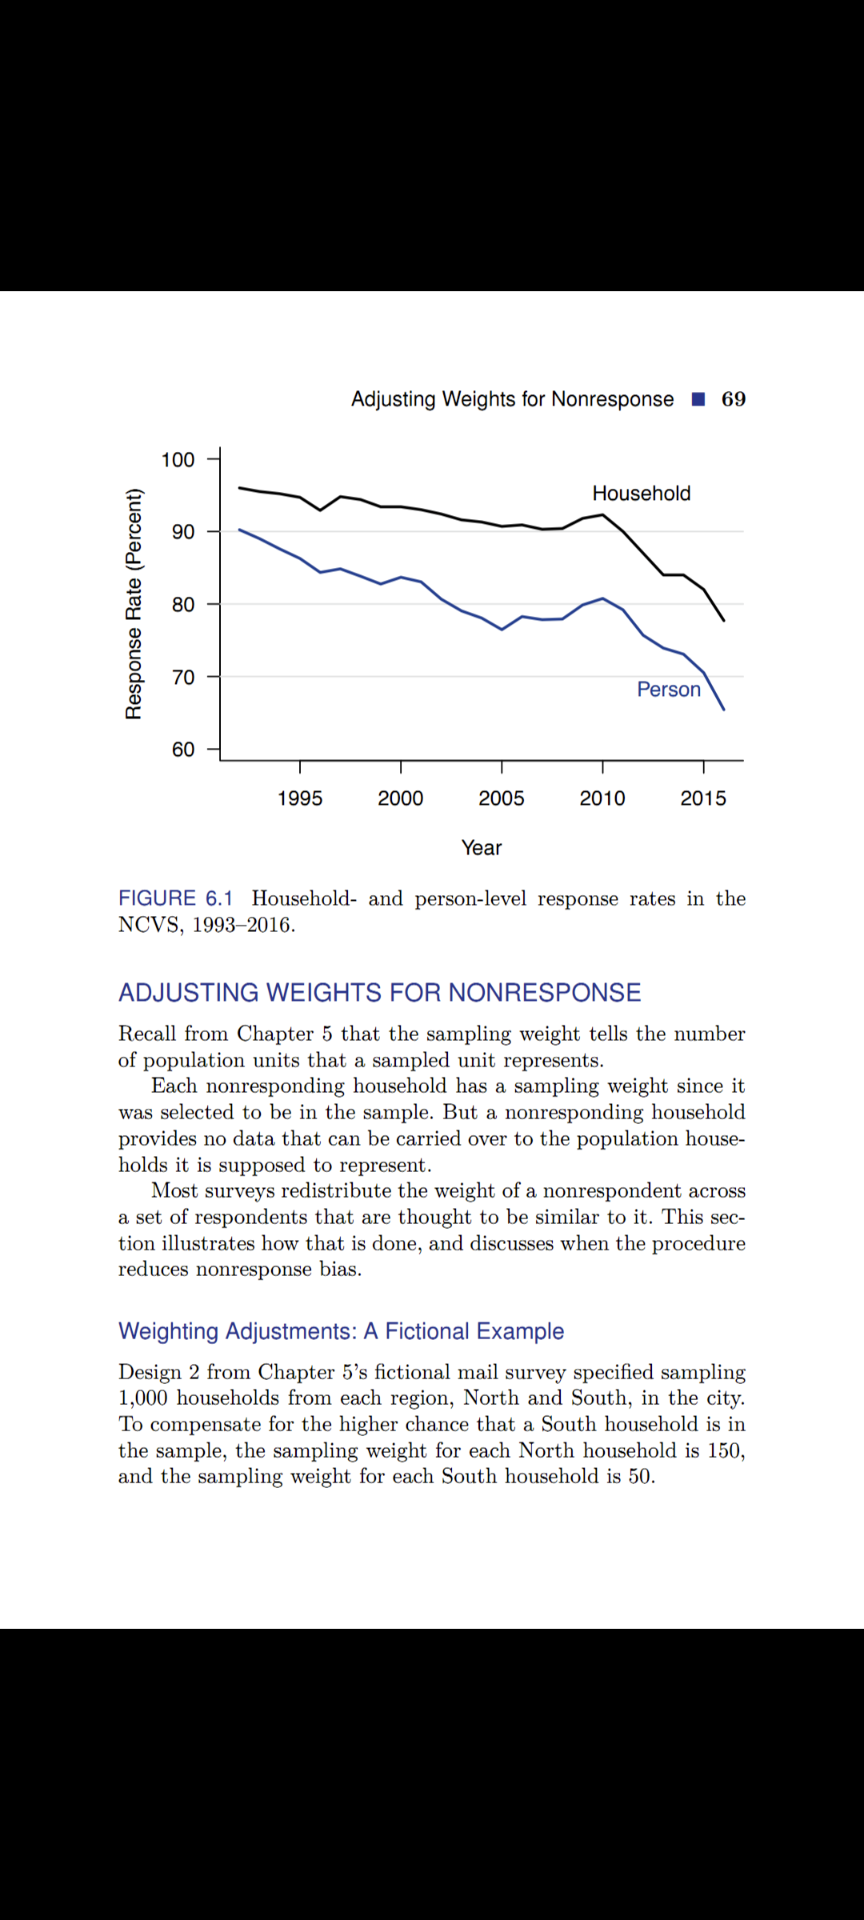 Adjusting Weights for Nonresponse ■ 69
100
90
80
70
60
Response Rate (Percent)
Household
Person
1995 2000 2005 2010 2015
Year
FIGURE 6.1 Household- and person-level response rates in the
NCVS, 1993–2016.
ADJUSTING WEIGHTS FOR NONRESPONSE
Recall from Chapter 5 that the sampling weight tells the number
of population units that a sampled unit represents.
Each nonresponding household has a sampling weight since it
was selected to be in the sample. But a nonresponding household
provides no data that can be carried over to the population house-
holds it is supposed to represent.
Most surveys redistribute the weight of a nonrespondent across
a set of respondents that are thought to be similar to it. This sec-
tion illustrates how that is done, and discusses when the procedure
reduces nonresponse bias.
Weighting Adjustments: A Fictional Example
Design 2 from Chapter 5's fictional mail survey specified sampling
1,000 households from each region, North and South, in the city.
To compensate for the higher chance that a South household is in
the sample, the sampling weight for each North household is 150,
and the sampling weight for each South household is 50.